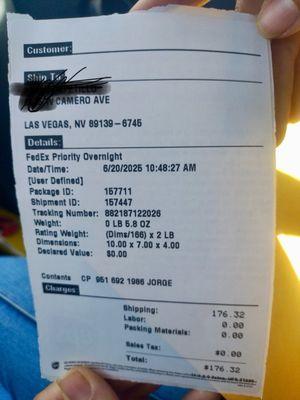 Customer:
Ship To:
CAMERO AVE
LAS VEGAS, NV 89139-6745
Details:
FedEx Priority Overnight
Date/Time: 6/20/2025 10:48:27 AM
[User Defined]
Package ID: 157711
Shipment ID: 157447
Tracking Number: 882187122026
Weight: 0 LB 5.8 OZ
Rating Weight: (Dims/166) x 2 LB
Dimensions: 10.00 x 7.00 x 4.00
Declared Value: $0.00
Contents CP 951 692 1986 JORGE
Charges:
Shipping: 176.32
Labor: 0.00
Packing Materials: 0.00
Sales Tax: $0.00
Total: $176.32